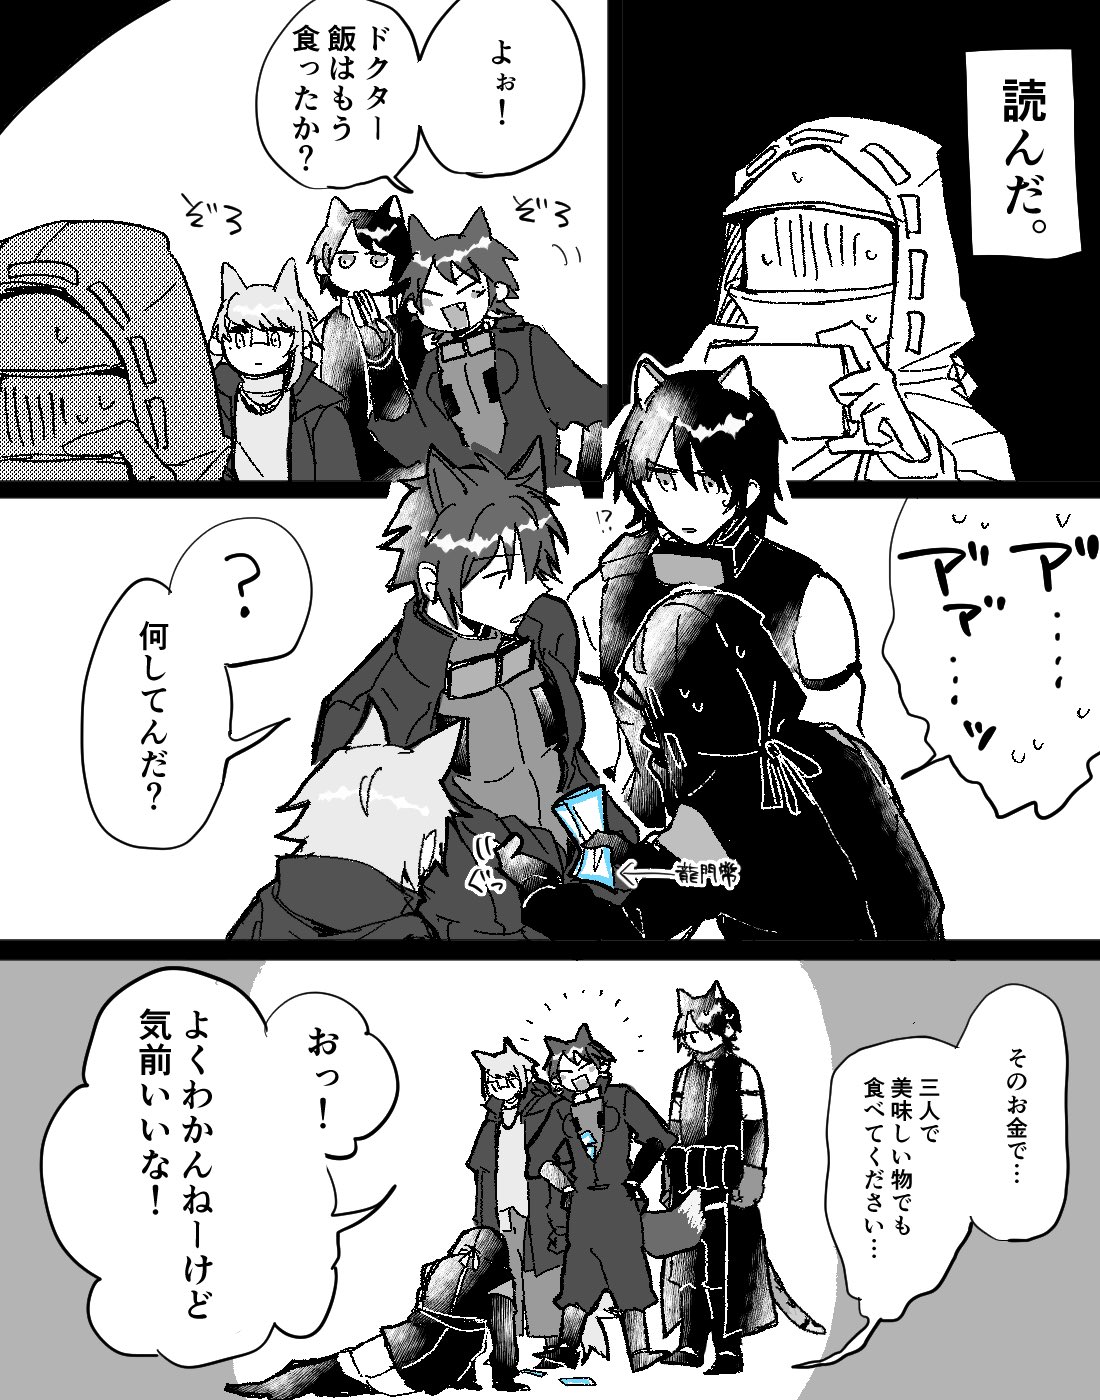 読んだ。
よぉ！
ドクター
飯はもう
食ったか？
ぞろ
ぞろ
!?
ア゛……
ア゛
ア゛……ッ
？
何してんだ？
ぐっ
龍門幣
そのお金で…
三人で
美味しい物でも
食べてください…
おっ！
よくわかんねーけど
気前いいな！